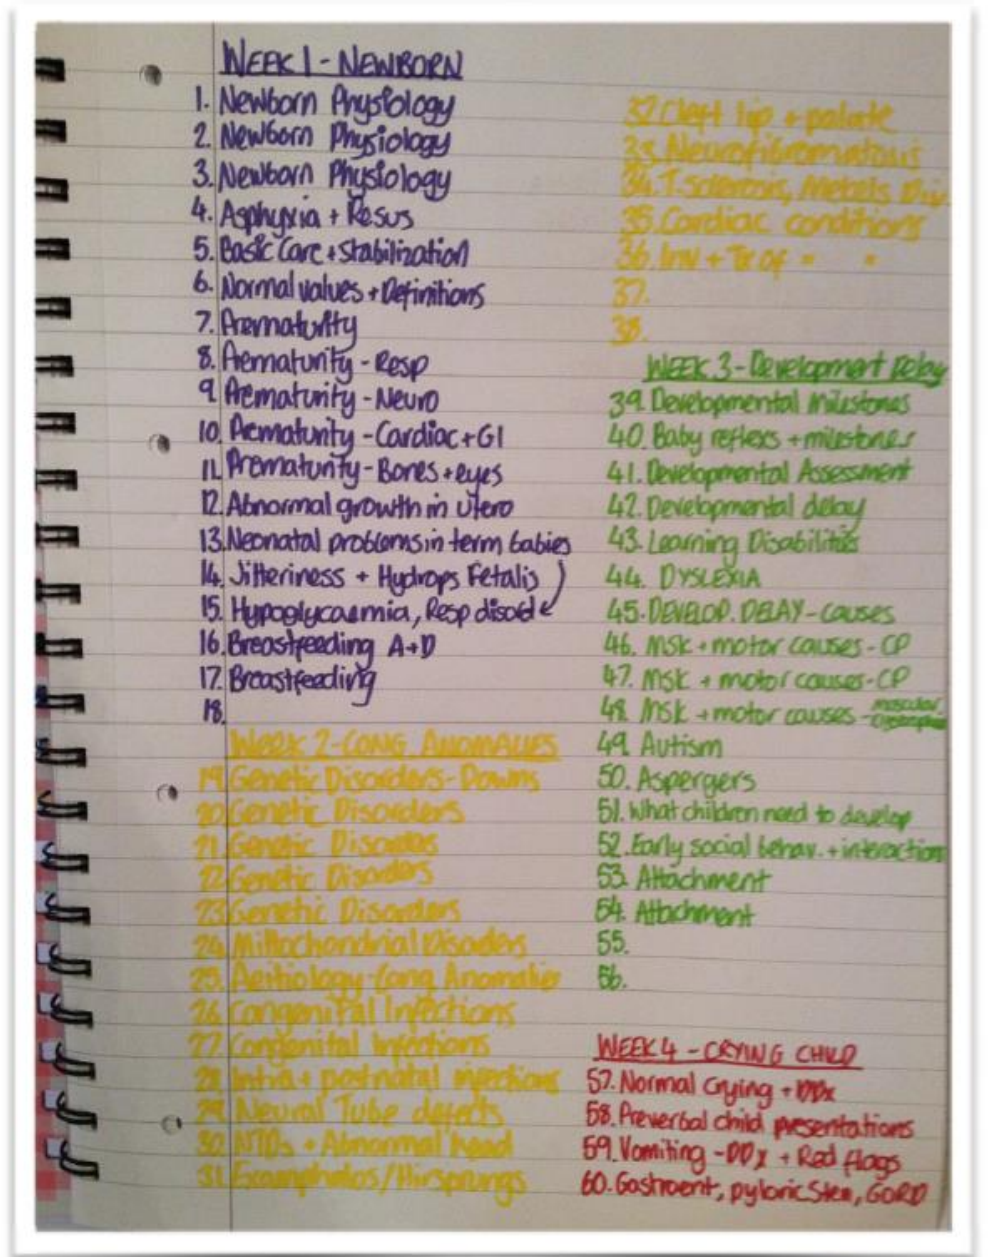 WEEK 1 - NEWBORN
1. Newborn Physiology
2. Newborn Physiology
3. Newborn Physiology
4. Asphyxia + Resus
5. Basic Care + stabilization
6. Normal values + Definitions
7. Prematurity
8. Prematurity - Resp
9. Prematurity - Neuro
10. Prematurity - Cardiac + GI
11. Prematurity - Bones + eyes
12. Abnormal growth in Utero
13. Neonatal problems in term babies
14. Jitteriness + Hydrops Fetalis
15. Hypoglycaemia, Resp disord
16. Breastfeeding A+D
17. Breastfeeding
18.
WEEK 2 - CONG ANOMALIES
19. Genetic Disorders - Downs
20. Genetic Disorders
21. Genetic Disorders
22. Genetic Disorders
23. Genetic Disorders
24. Mitochondrial Disorders
25. Aeitiology - Cong Anomalies
26. Congenital Infections
27. Congenital Infections
28. Intra + postnatal infections
29. Neural Tube defects
30. NTDs + Abnormal head
31. Examphalos/Hirsprungs
32. Cleft lip + palate
33. Neurofibromatosis
34. T. sclerosis, Meckels Div
35. Cardiac conditions
36. Inv + Tx of " "
37.
38.
WEEK 3 - Development Delay
39. Developmental Milestones
40. Baby reflexs + milestones
41. Developmental Assessment
42. Developmental delay
43. Learning Disabilities
44. DYSLEXIA
45. DEVELOP. DELAY - causes
46. MSK + motor causes - CP
47. MSK + motor causes - CP
48. MSK + motor causes - muscular
49. Autism
50. Aspergers
51. What children need to develop
52. Early social behav. + interaction
53. Attachment
54. Attachment
55.
56.
WEEK 4 - CRYING CHILD
57. Normal Crying + DDx
58. Preverbal child presentations
59. Vomiting - DDx + Red flags
60. Gastroent, pyloric Sten, GORD